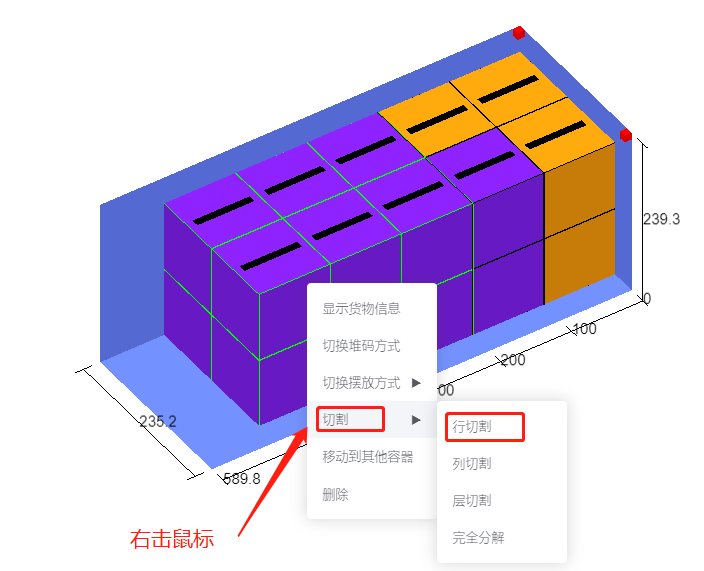 239.3
0
100
200
00
235.2
589.8
显示货物信息
切换堆码方式
切换摆放方式
切割
移动到其他容器
删除
行切割
列切割
层切割
完全分解
右击鼠标